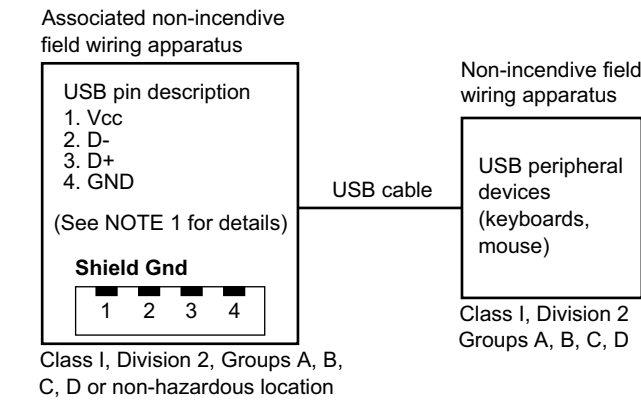 Associated non-incendive
field wiring apparatus
USB pin description
1. Vcc
2. D-
3. D+
4. GND
(See NOTE 1 for details)
Shield Gnd
1 2 3 4
Class I, Division 2, Groups A, B,
C, D or non-hazardous location
USB cable
Non-incendive field
wiring apparatus
USB peripheral
devices
(keyboards,
mouse)
Class I, Division 2
Groups A, B, C, D